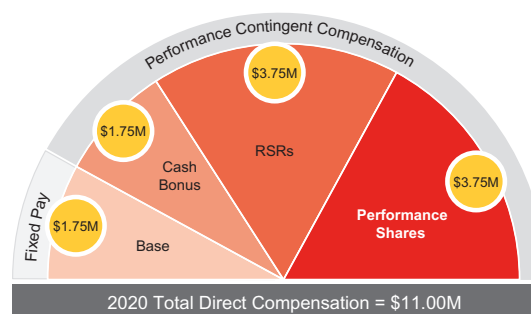 Performance Contingent Compensation
$3.75M
$1.75M
RSRs
Cash
Bonus
$3.75M
Fixed Pay
$1.75M
Performance
Shares
Base
2020 Total Direct Compensation = $11.00M